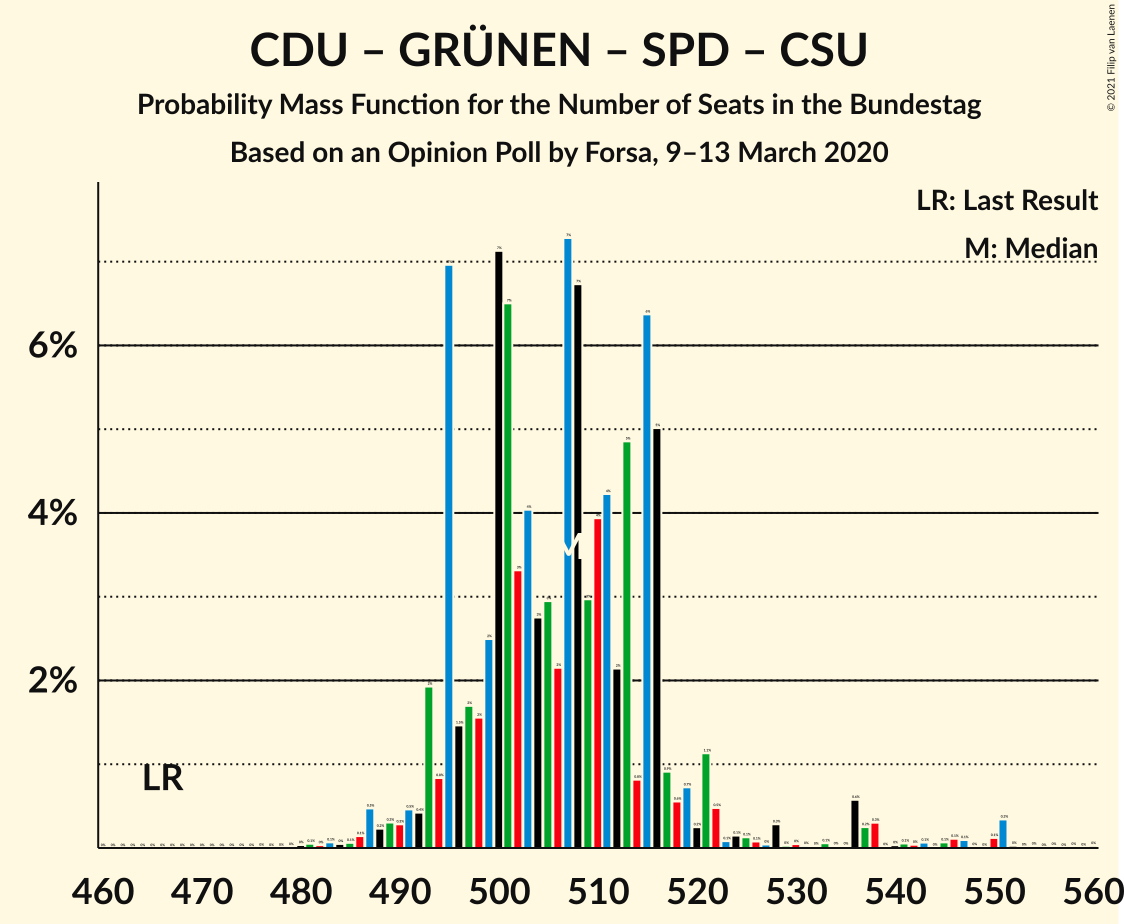 CDU – GRÜNEN – SPD – CSU
Probability Mass Function for the Number of Seats in the Bundestag
Based on an Opinion Poll by Forsa, 9–13 March 2020
© 2021 Filip van Laenen
LR: Last Result
M: Median
6%
4%
2%
LR
M
460 470 480 490 500 510 520 530 540 550 560